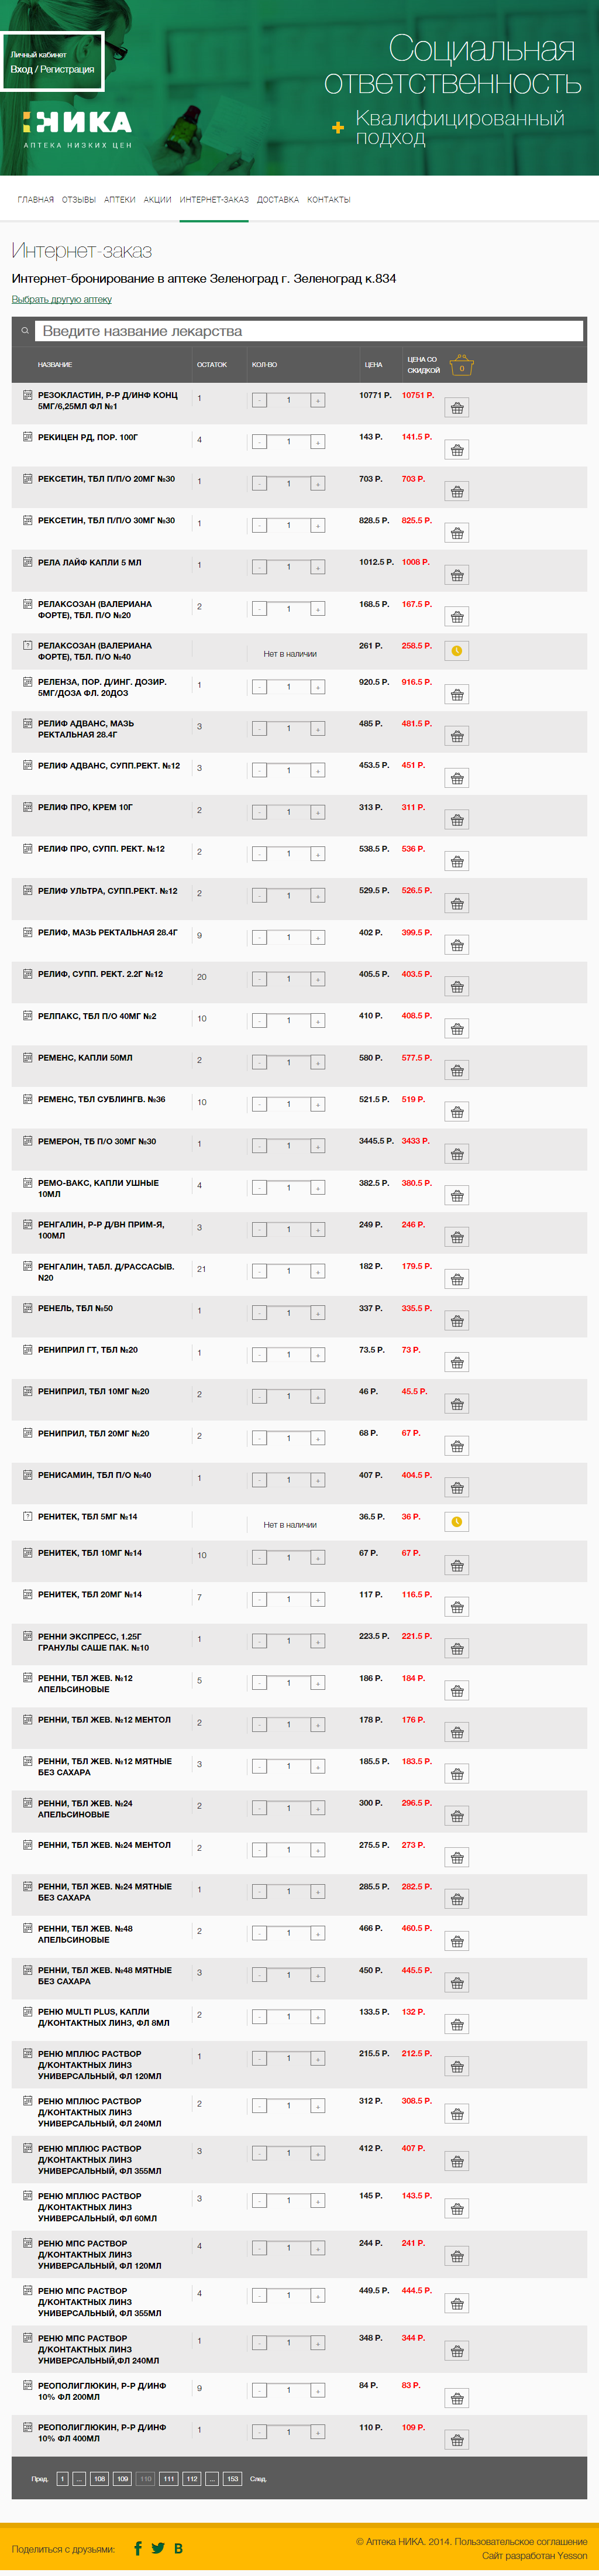 Личный кабинет
Вход / Регистрация
НИКА
АПТЕКА НИЗКИХ ЦЕН
Социальная
ответственность
+ Квалифицированный
подход
ГЛАВНАЯ ОТЗЫВЫ АПТЕКИ АКЦИИ ИНТЕРНЕТ-ЗАКАЗ ДОСТАВКА КОНТАКТЫ
Интернет-заказ
Интернет-бронирование в аптеке Зеленоград г. Зеленоград к.834
Выбрать другую аптеку
Введите название лекарства
НАЗВАНИЕ ОСТАТОК КОЛ-ВО ЦЕНА ЦЕНА СО СКИДКОЙ 0
РЕЗОКЛАСТИН, Р-Р Д/ИНФ КОНЦ 1 - 1 + 10771 Р. 10751 Р.
5МГ/6,25МЛ ФЛ №1
РЕКИЦЕН РД, ПОР. 100Г 4 - 1 + 143 Р. 141.5 Р.
РЕКСЕТИН, ТБЛ П/П/О 20МГ №30 1 - 1 + 703 Р. 703 Р.
РЕКСЕТИН, ТБЛ П/П/О 30МГ №30 1 - 1 + 828.5 Р. 825.5 Р.
РЕЛА ЛАЙФ КАПЛИ 5 МЛ 1 - 1 + 1012.5 Р. 1008 Р.
РЕЛАКСОЗАН (ВАЛЕРИАНА 2 - 1 + 168.5 Р. 167.5 Р.
ФОРТЕ), ТБЛ. П/О №20
РЕЛАКСОЗАН (ВАЛЕРИАНА Нет в наличии 261 Р. 258.5 Р.
ФОРТЕ), ТБЛ. П/О №40
РЕЛЕНЗА, ПОР. Д/ИНГ. ДОЗИР. 1 - 1 + 920.5 Р. 916.5 Р.
5МГ/ДОЗА ФЛ. 20ДОЗ
РЕЛИФ АДВАНС, МАЗЬ 3 - 1 + 485 Р. 481.5 Р.
РЕКТАЛЬНАЯ 28.4Г
РЕЛИФ АДВАНС, СУПП.РЕКТ. №12 3 - 1 + 453.5 Р. 451 Р.
РЕЛИФ ПРО, КРЕМ 10Г 2 - 1 + 313 Р. 311 Р.
РЕЛИФ ПРО, СУПП. РЕКТ. №12 2 - 1 + 538.5 Р. 536 Р.
РЕЛИФ УЛЬТРА, СУПП.РЕКТ. №12 2 - 1 + 529.5 Р. 526.5 Р.
РЕЛИФ, МАЗЬ РЕКТАЛЬНАЯ 28.4Г 9 - 1 + 402 Р. 399.5 Р.
РЕЛИФ, СУПП. РЕКТ. 2.2Г №12 20 - 1 + 405.5 Р. 403.5 Р.
РЕЛПАКС, ТБЛ П/О 40МГ №2 10 - 1 + 410 Р. 408.5 Р.
РЕМЕНС, КАПЛИ 50МЛ 2 - 1 + 580 Р. 577.5 Р.
РЕМЕНС, ТБЛ СУБЛИНГВ. №36 10 - 1 + 521.5 Р. 519 Р.
РЕМЕРОН, ТБ П/О 30МГ №30 1 - 1 + 3445.5 Р. 3433 Р.
РЕМО-ВАКС, КАПЛИ УШНЫЕ 4 - 1 + 382.5 Р. 380.5 Р.
10МЛ
РЕНГАЛИН, Р-Р Д/ВН ПРИМ-Я, 3 - 1 + 249 Р. 246 Р.
100МЛ
РЕНГАЛИН, ТАБЛ. Д/РАССАСЫВ. 21 - 1 + 182 Р. 179.5 Р.
N20
РЕНЕЛЬ, ТБЛ №50 1 - 1 + 337 Р. 335.5 Р.
РЕНИПРИЛ ГТ, ТБЛ №20 1 - 1 + 73.5 Р. 73 Р.
РЕНИПРИЛ, ТБЛ 10МГ №20 2 - 1 + 46 Р. 45.5 Р.
РЕНИПРИЛ, ТБЛ 20МГ №20 2 - 1 + 68 Р. 67 Р.
РЕНИСАМИН, ТБЛ П/О №40 1 - 1 + 407 Р. 404.5 Р.
РЕНИТЕК, ТБЛ 5МГ №14 Нет в наличии 36.5 Р. 36 Р.
РЕНИТЕК, ТБЛ 10МГ №14 10 - 1 + 67 Р. 67 Р.
РЕНИТЕК, ТБЛ 20МГ №14 7 - 1 + 117 Р. 116.5 Р.
РЕННИ ЭКСПРЕСС, 1.25Г 1 - 1 + 223.5 Р. 221.5 Р.
ГРАНУЛЫ САШЕ ПАК. №10
РЕННИ, ТБЛ ЖЕВ. №12 5 - 1 + 186 Р. 184 Р.
АПЕЛЬСИНОВЫЕ
РЕННИ, ТБЛ ЖЕВ. №12 МЕНТОЛ 2 - 1 + 178 Р. 176 Р.
РЕННИ, ТБЛ ЖЕВ. №12 МЯТНЫЕ 3 - 1 + 185.5 Р. 183.5 Р.
БЕЗ САХАРА
РЕННИ, ТБЛ ЖЕВ. №24 2 - 1 + 300 Р. 296.5 Р.
АПЕЛЬСИНОВЫЕ
РЕННИ, ТБЛ ЖЕВ. №24 МЕНТОЛ 2 - 1 + 275.5 Р. 273 Р.
РЕННИ, ТБЛ ЖЕВ. №24 МЯТНЫЕ 1 - 1 + 285.5 Р. 282.5 Р.
БЕЗ САХАРА
РЕННИ, ТБЛ ЖЕВ. №48 2 - 1 + 466 Р. 460.5 Р.
АПЕЛЬСИНОВЫЕ
РЕННИ, ТБЛ ЖЕВ. №48 МЯТНЫЕ 3 - 1 + 450 Р. 445.5 Р.
БЕЗ САХАРА
РЕНЮ MULTI PLUS, КАПЛИ 2 - 1 + 133.5 Р. 132 Р.
Д/КОНТАКТНЫХ ЛИНЗ, ФЛ 8МЛ
РЕНЮ МПЛЮС РАСТВОР 1 - 1 + 215.5 Р. 212.5 Р.
Д/КОНТАКТНЫХ ЛИНЗ
УНИВЕРСАЛЬНЫЙ, ФЛ 120МЛ
РЕНЮ МПЛЮС РАСТВОР 2 - 1 + 312 Р. 308.5 Р.
Д/КОНТАКТНЫХ ЛИНЗ
УНИВЕРСАЛЬНЫЙ, ФЛ 240МЛ
РЕНЮ МПЛЮС РАСТВОР 3 - 1 + 412 Р. 407 Р.
Д/КОНТАКТНЫХ ЛИНЗ
УНИВЕРСАЛЬНЫЙ, ФЛ 355МЛ
РЕНЮ МПЛЮС РАСТВОР 3 - 1 + 145 Р. 143.5 Р.
Д/КОНТАКТНЫХ ЛИНЗ
УНИВЕРСАЛЬНЫЙ, ФЛ 60МЛ
РЕНЮ МПС РАСТВОР 4 - 1 + 244 Р. 241 Р.
Д/КОНТАКТНЫХ ЛИНЗ
УНИВЕРСАЛЬНЫЙ, ФЛ 120МЛ
РЕНЮ МПС РАСТВОР 4 - 1 + 449.5 Р. 444.5 Р.
Д/КОНТАКТНЫХ ЛИНЗ
УНИВЕРСАЛЬНЫЙ, ФЛ 355МЛ
РЕНЮ МПС РАСТВОР 1 - 1 + 348 Р. 344 Р.
Д/КОНТАКТНЫХ ЛИНЗ
УНИВЕРСАЛЬНЫЙ,ФЛ 240МЛ
РЕОПОЛИГЛЮКИН, Р-Р Д/ИНФ 9 - 1 + 84 Р. 83 Р.
10% ФЛ 200МЛ
РЕОПОЛИГЛЮКИН, Р-Р Д/ИНФ 1 - 1 + 110 Р. 109 Р.
10% ФЛ 400МЛ
Пред. 1 ... 108 109 110 111 112 ... 153 След.
Поделиться с друзьями:
© Аптека НИКА. 2014. Пользовательское соглашение
Сайт разработан Yesson